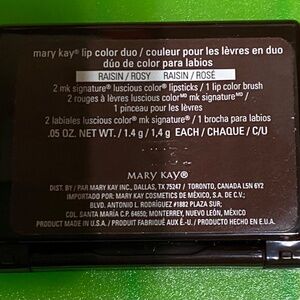 mary kay® lip color duo / couleur pour les lèvres en duo
dúo de color para labios
RAISIN / ROSY RAISIN / ROSÉ
2 mk signature® luscious color® lipsticks / 1 lip color brush
2 rouges à lèvres luscious color MD mk signature MD /
1 pinceau pour les lèvres
2 labiales luscious color® mk signature® / 1 brocha para labios
.05 OZ. NET WT. / 1.4 g / 1,4 g EACH / CHAQUE / C/U
MARY KAY®
DIST. BY / PAR MARY KAY INC., DALLAS, TX 75247 / TORONTO, CANADA L5N 6Y2
IMPORTADO POR MARY KAY COSMETICS DE MÉXICO, S.A. DE C.V.;
BLVD. ANTONIO L. RODRÍGUEZ #1882 PLAZA SUR;
COL. SANTA MARÍA C.P. 64650; MONTERREY, NUEVO LEÓN, MÉXICO
PRODUCT MADE IN U.S.A. / PRODUIT FABRIQUÉ AUX É.-U. / PRODUCTO HECHO EN E.U.